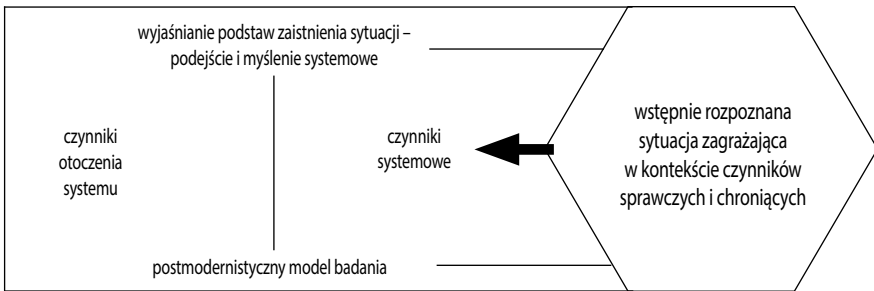 wyjaśnianie podstaw zaistnienia sytuacji –
podejście i myślenie systemowe
czynniki
otoczenia
systemu
czynniki
systemowe
wstępnie rozpoznana
sytuacja zagrażająca
w kontekście czynników
sprawczych i chroniących
postmodernistyczny model badania